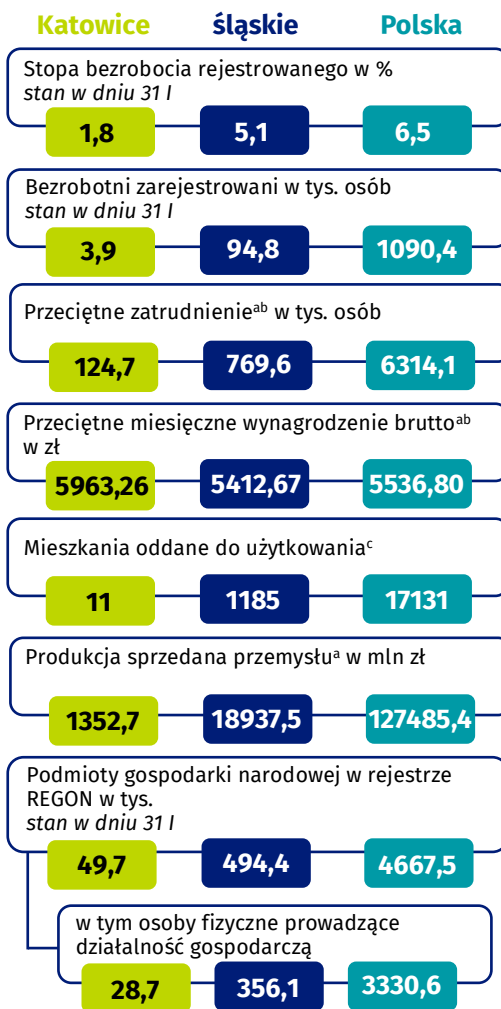 Katowice śląskie Polska
Stopa bezrobocia rejestrowanego w %
stan w dniu 31 I
1,8 5,1 6,5
Bezrobotni zarejestrowani w tys. osób
stan w dniu 31 I
3,9 94,8 1090,4
Przeciętne zatrudnienieᵃᵇ w tys. osób
124,7 769,6 6314,1
Przeciętne miesięczne wynagrodzenie bruttoᵃᵇ
w zł
5963,26 5412,67 5536,80
Mieszkania oddane do użytkowaniaᶜ
11 1185 17131
Produkcja sprzedana przemysłuᵃ w mln zł
1352,7 18937,5 127485,4
Podmioty gospodarki narodowej w rejestrze
REGON w tys.
stan w dniu 31 I
49,7 494,4 4667,5
w tym osoby fizyczne prowadzące
działalność gospodarczą
28,7 356,1 3330,6